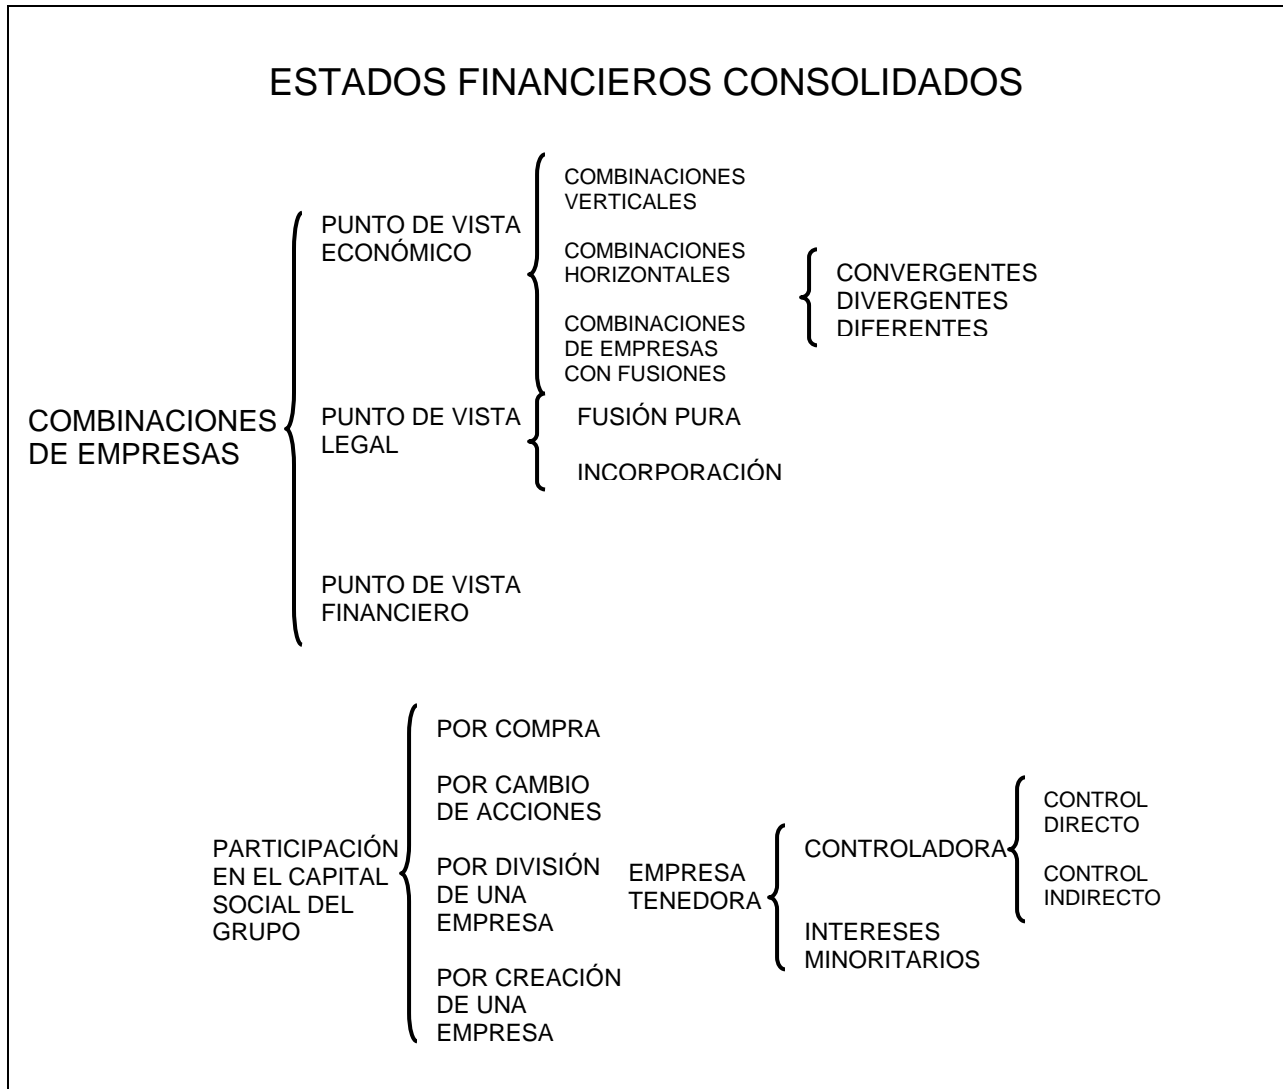 ESTADOS FINANCIEROS CONSOLIDADOS
COMBINACIONES
DE EMPRESAS
PUNTO DE VISTA
ECONÓMICO
COMBINACIONES
VERTICALES
COMBINACIONES
HORIZONTALES
CONVERGENTES
DIVERGENTES
DIFERENTES
COMBINACIONES
DE EMPRESAS
CON FUSIONES
PUNTO DE VISTA
LEGAL
FUSIÓN PURA
INCORPORACIÓN
PUNTO DE VISTA
FINANCIERO
PARTICIPACIÓN
EN EL CAPITAL
SOCIAL DEL
GRUPO
POR COMPRA
POR CAMBIO
DE ACCIONES
POR DIVISIÓN
DE UNA
EMPRESA
POR CREACIÓN
DE UNA
EMPRESA
EMPRESA
TENEDORA
CONTROLADORA
CONTROL
DIRECTO
CONTROL
INDIRECTO
INTERESES
MINORITARIOS